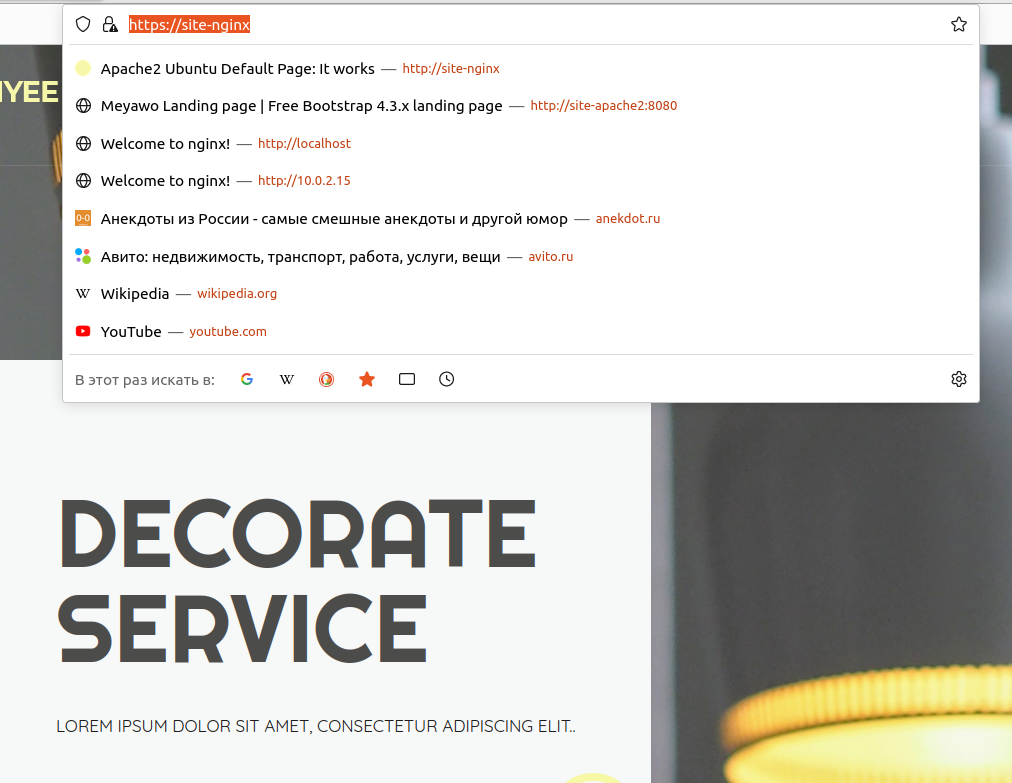 https://site-nginx
Apache2 Ubuntu Default Page: It works — http://site-nginx
YEE
Meyawo Landing page | Free Bootstrap 4.3.x landing page — http://site-apache2:8080
Welcome to nginx! — http://localhost
Welcome to nginx! — http://10.0.2.15
0-0 Анекдоты из России - самые смешные анекдоты и другой юмор — anekdot.ru
Авито: недвижимость, транспорт, работа, услуги, вещи — avito.ru
W Wikipedia — wikipedia.org
YouTube — youtube.com
В этот раз искать в: G W
DECORATE
SERVICE
LOREM IPSUM DOLOR SIT AMET, CONSECTETUR ADIPISCING ELIT..